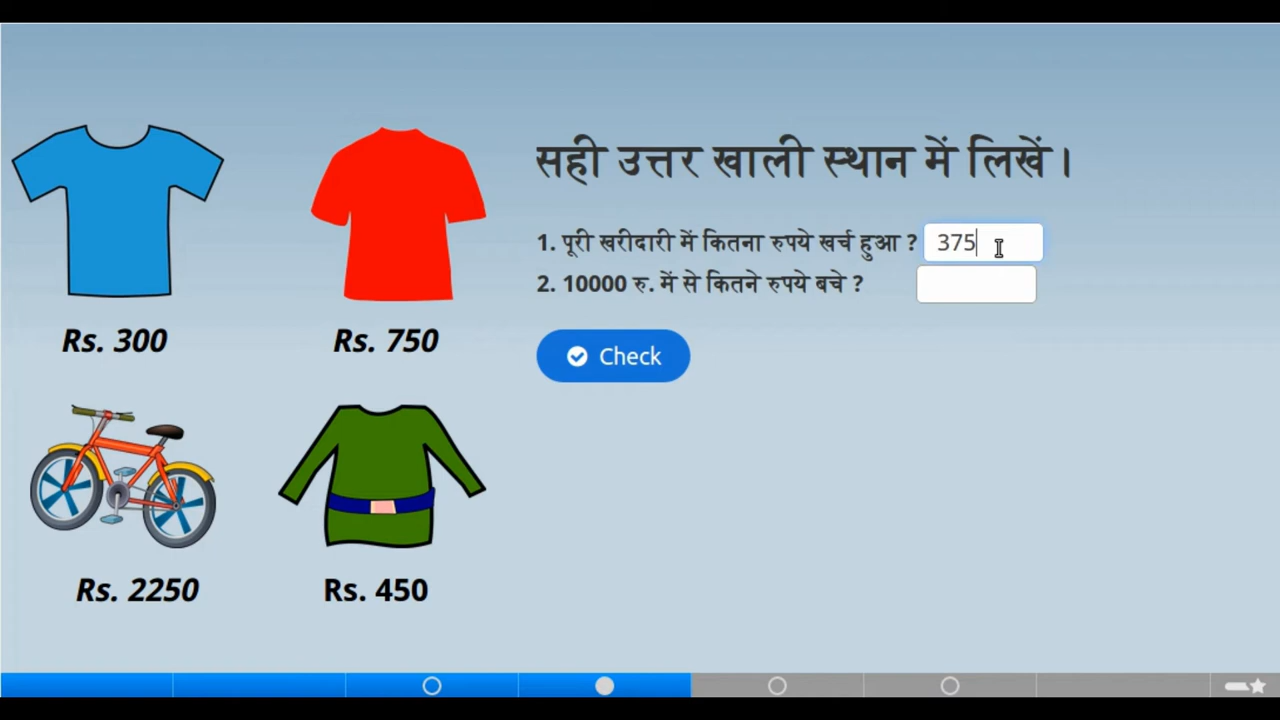 सही उत्तर खाली स्थान में लिखें।
1. पूरी खरीदारी में कितना रुपये खर्च हुआ ? 375
2. 10000 रु. में से कितने रुपये बचे ?
Check
Rs. 300
Rs. 750
Rs. 2250
Rs. 450